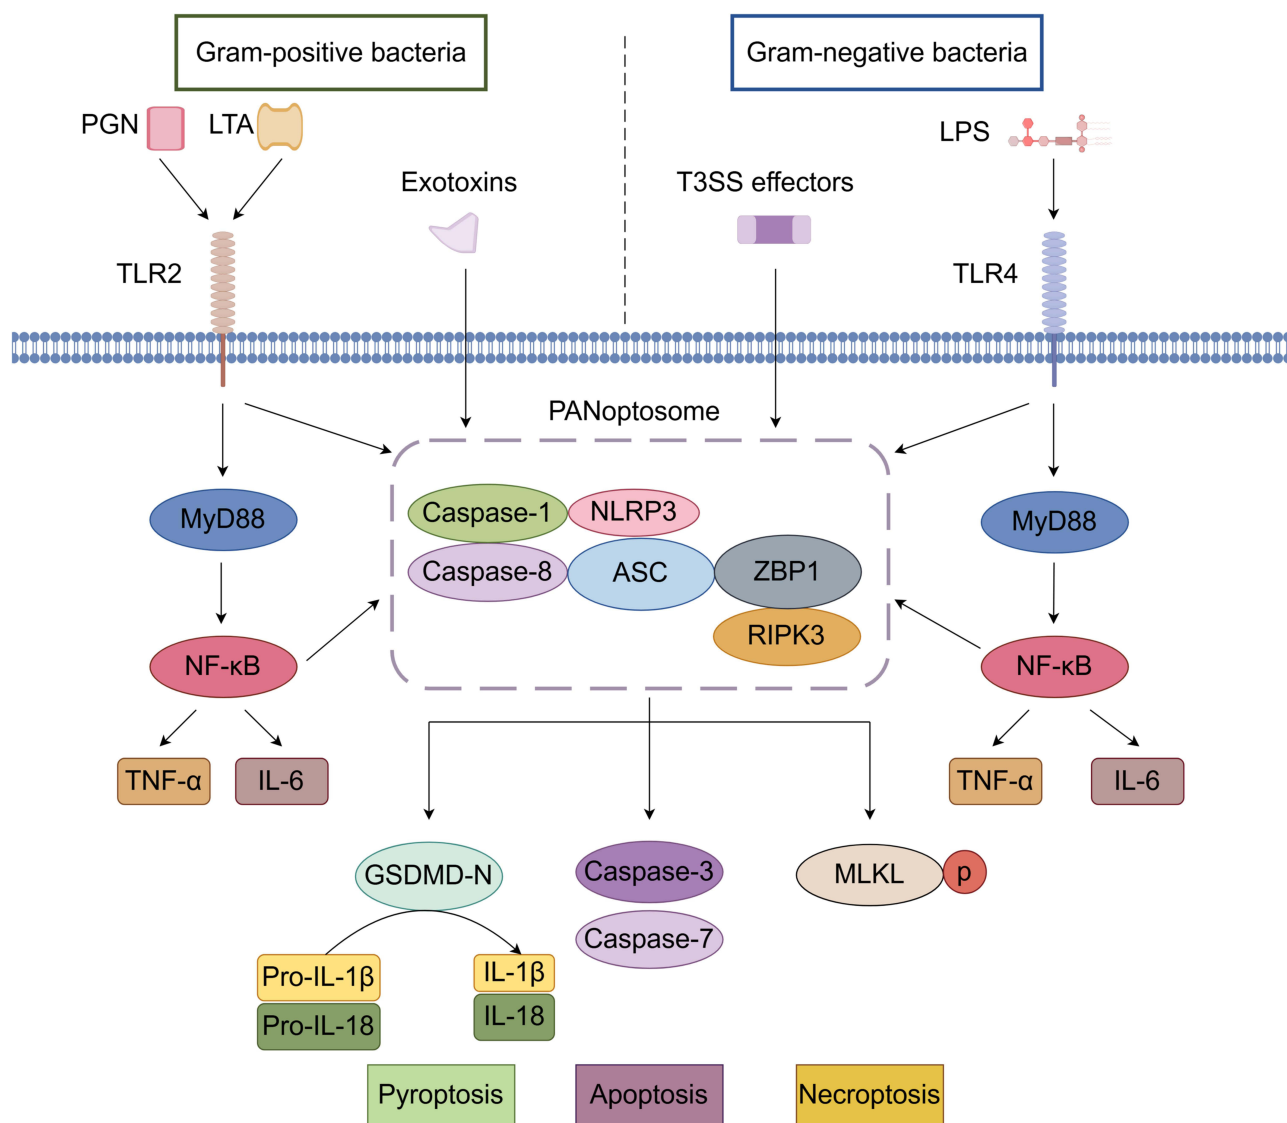 Gram-positive bacteria
Gram-negative bacteria
PGN
LTA
LPS
Exotoxins
T3SS effectors
TLR2
TLR4
PANoptosome
MyD88
Caspase-1
NLRP3
MyD88
Caspase-8
ASC
ZBP1
RIPK3
NF-κB
NF-κB
TNF-α
IL-6
TNF-α
IL-6
GSDMD-N
Caspase-3
MLKL
p
Caspase-7
Pro-IL-1β
IL-1β
Pro-IL-18
IL-18
Pyroptosis
Apoptosis
Necroptosis